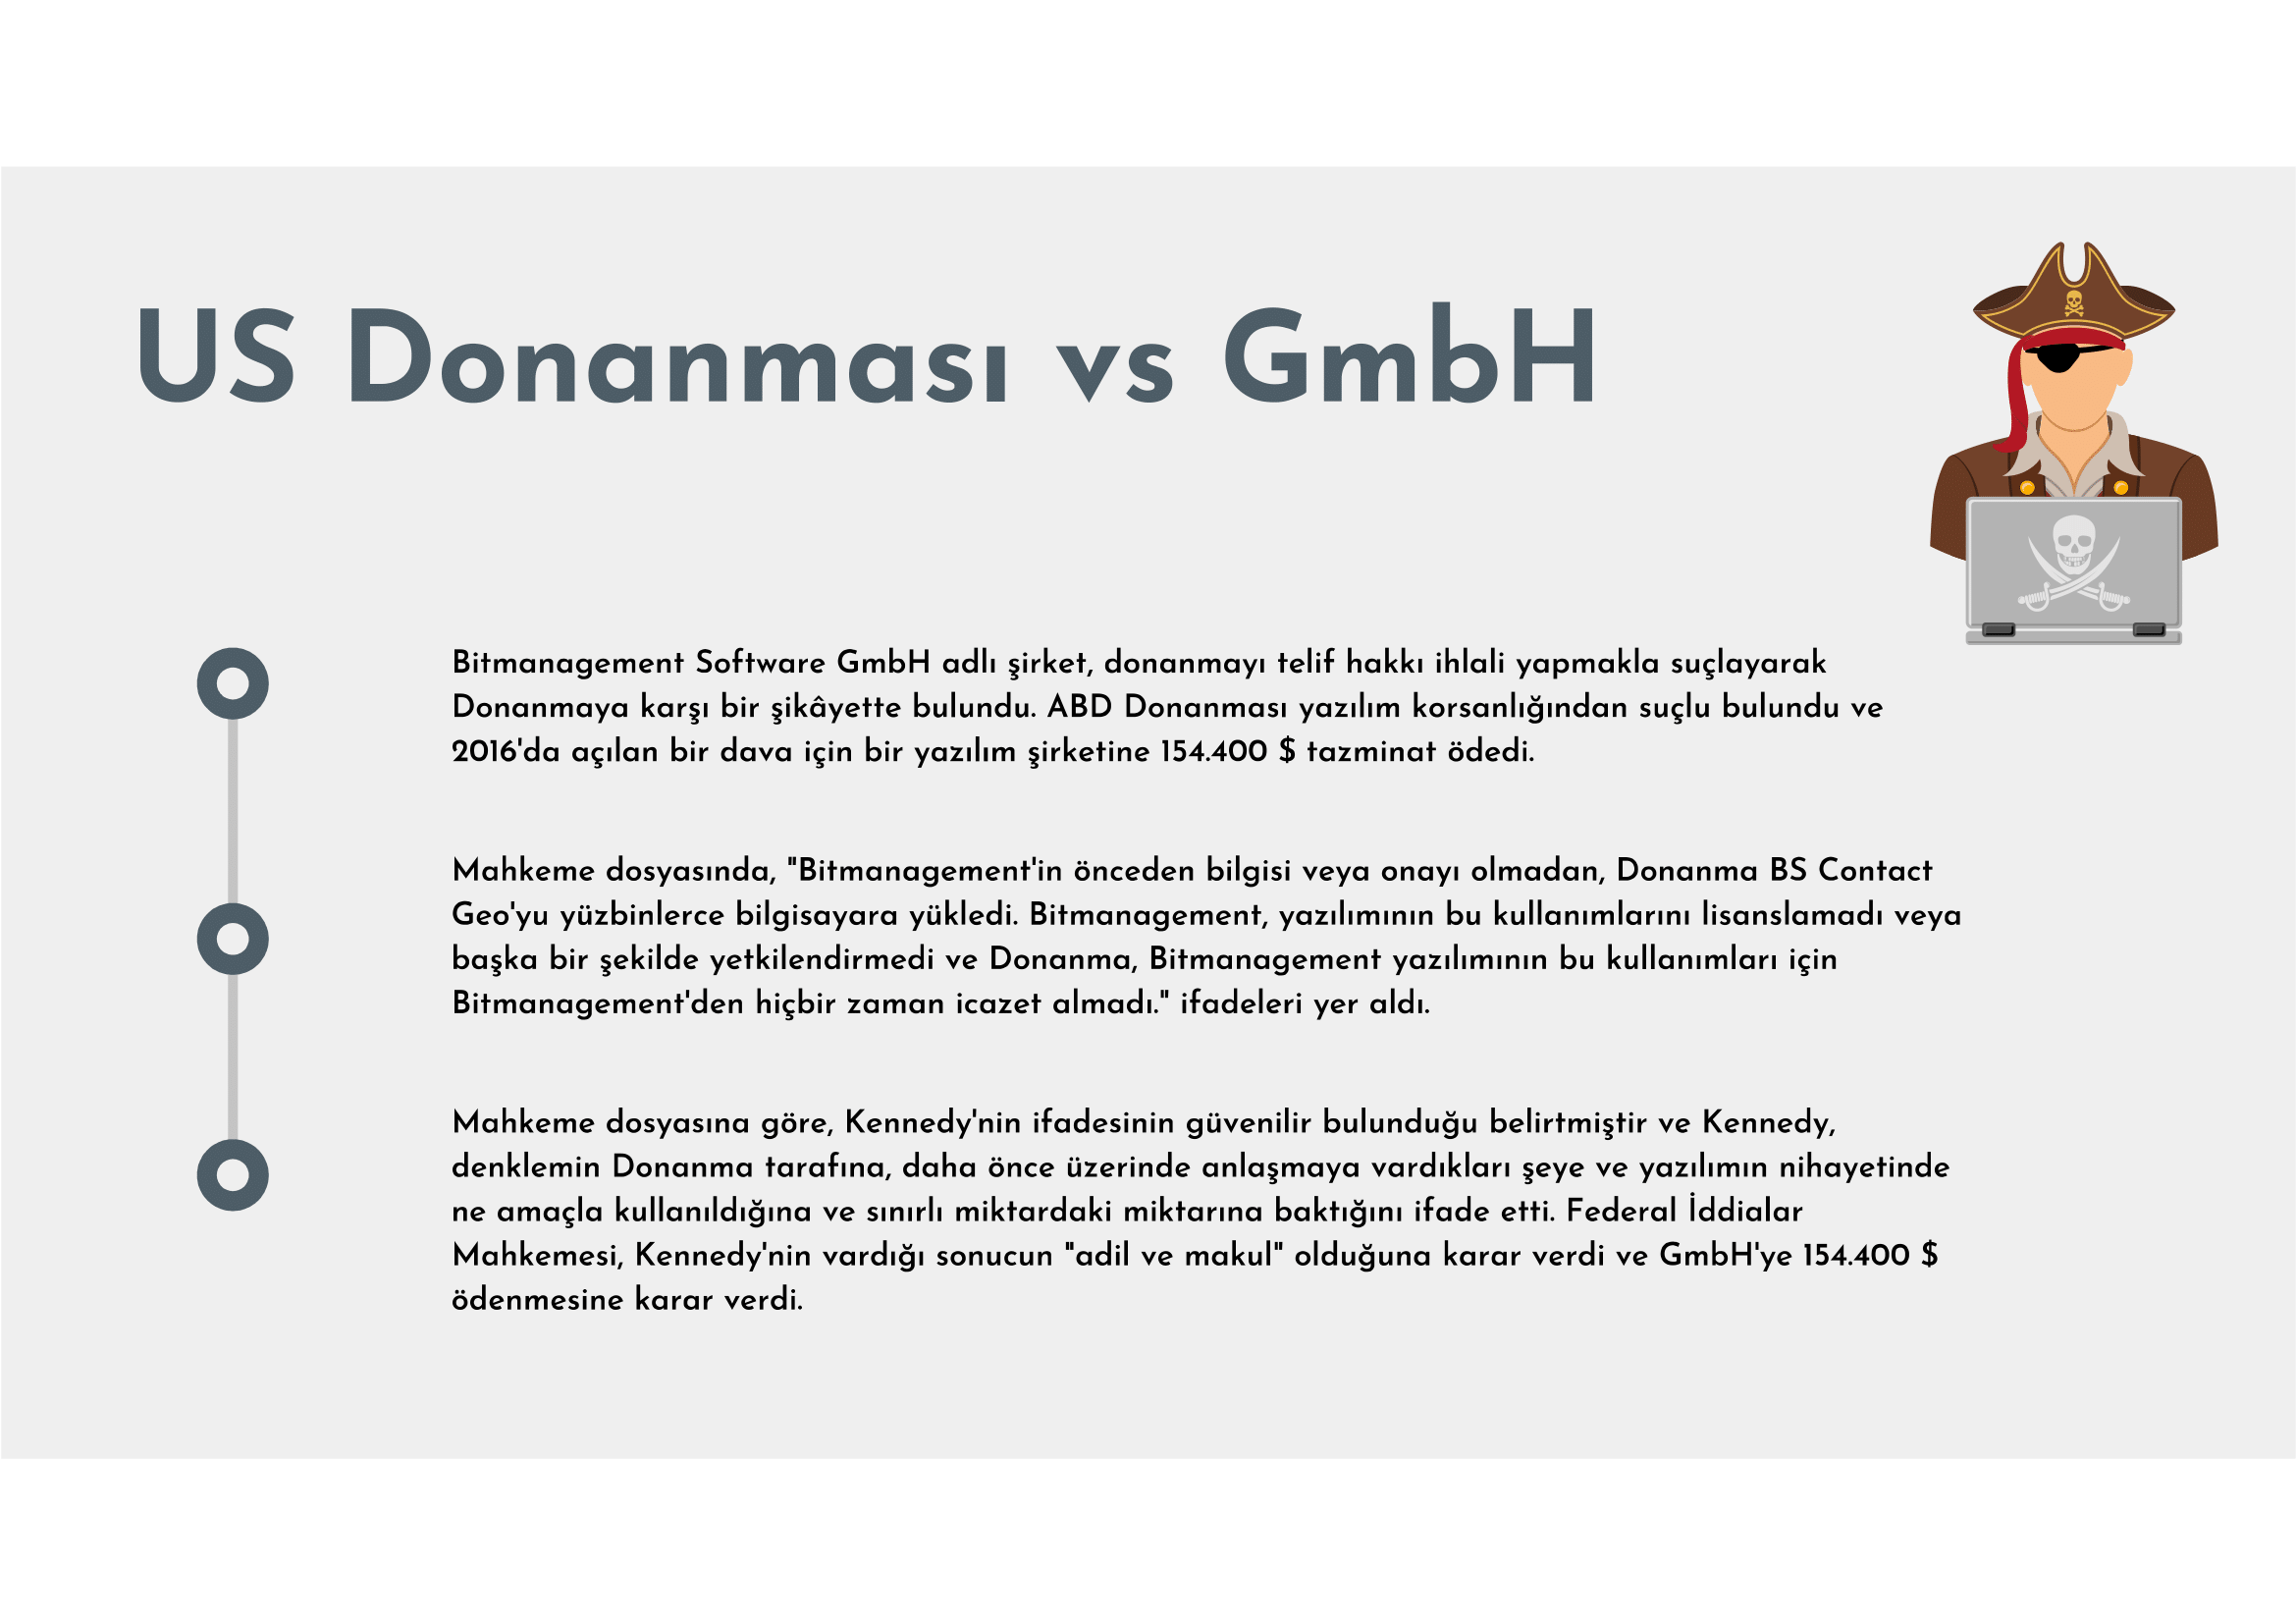 US Donanması vs GmbH
Bitmanagement Software GmbH adlı şirket, donanmayı telif hakkı ihlali yapmakla suçlayarak
Donanmaya karşı bir şikâyette bulundu. ABD Donanması yazılım korsanlığından suçlu bulundu ve
2016'da açılan bir dava için bir yazılım şirketine 154.400 $ tazminat ödedi.
Mahkeme dosyasında, "Bitmanagement'in önceden bilgisi veya onayı olmadan, Donanma BS Contact
Geo'yu yüzbinlerce bilgisayara yükledi. Bitmanagement, yazılımının bu kullanımlarını lisanslamadı veya
başka bir şekilde yetkilendirmedi ve Donanma, Bitmanagement yazılımının bu kullanımları için
Bitmanagement'den hiçbir zaman icazet almadı." ifadeleri yer aldı.
Mahkeme dosyasına göre, Kennedy'nin ifadesinin güvenilir bulunduğu belirtmiştir ve Kennedy,
denklemin Donanma tarafına, daha önce üzerinde anlaşmaya vardıkları şeye ve yazılımın nihayetinde
ne amaçla kullanıldığına ve sınırlı miktardaki miktarına baktığını ifade etti. Federal İddialar
Mahkemesi, Kennedy'nin vardığı sonucun "adil ve makul" olduğuna karar verdi ve GmbH'ye 154.400 $
ödenmesine karar verdi.